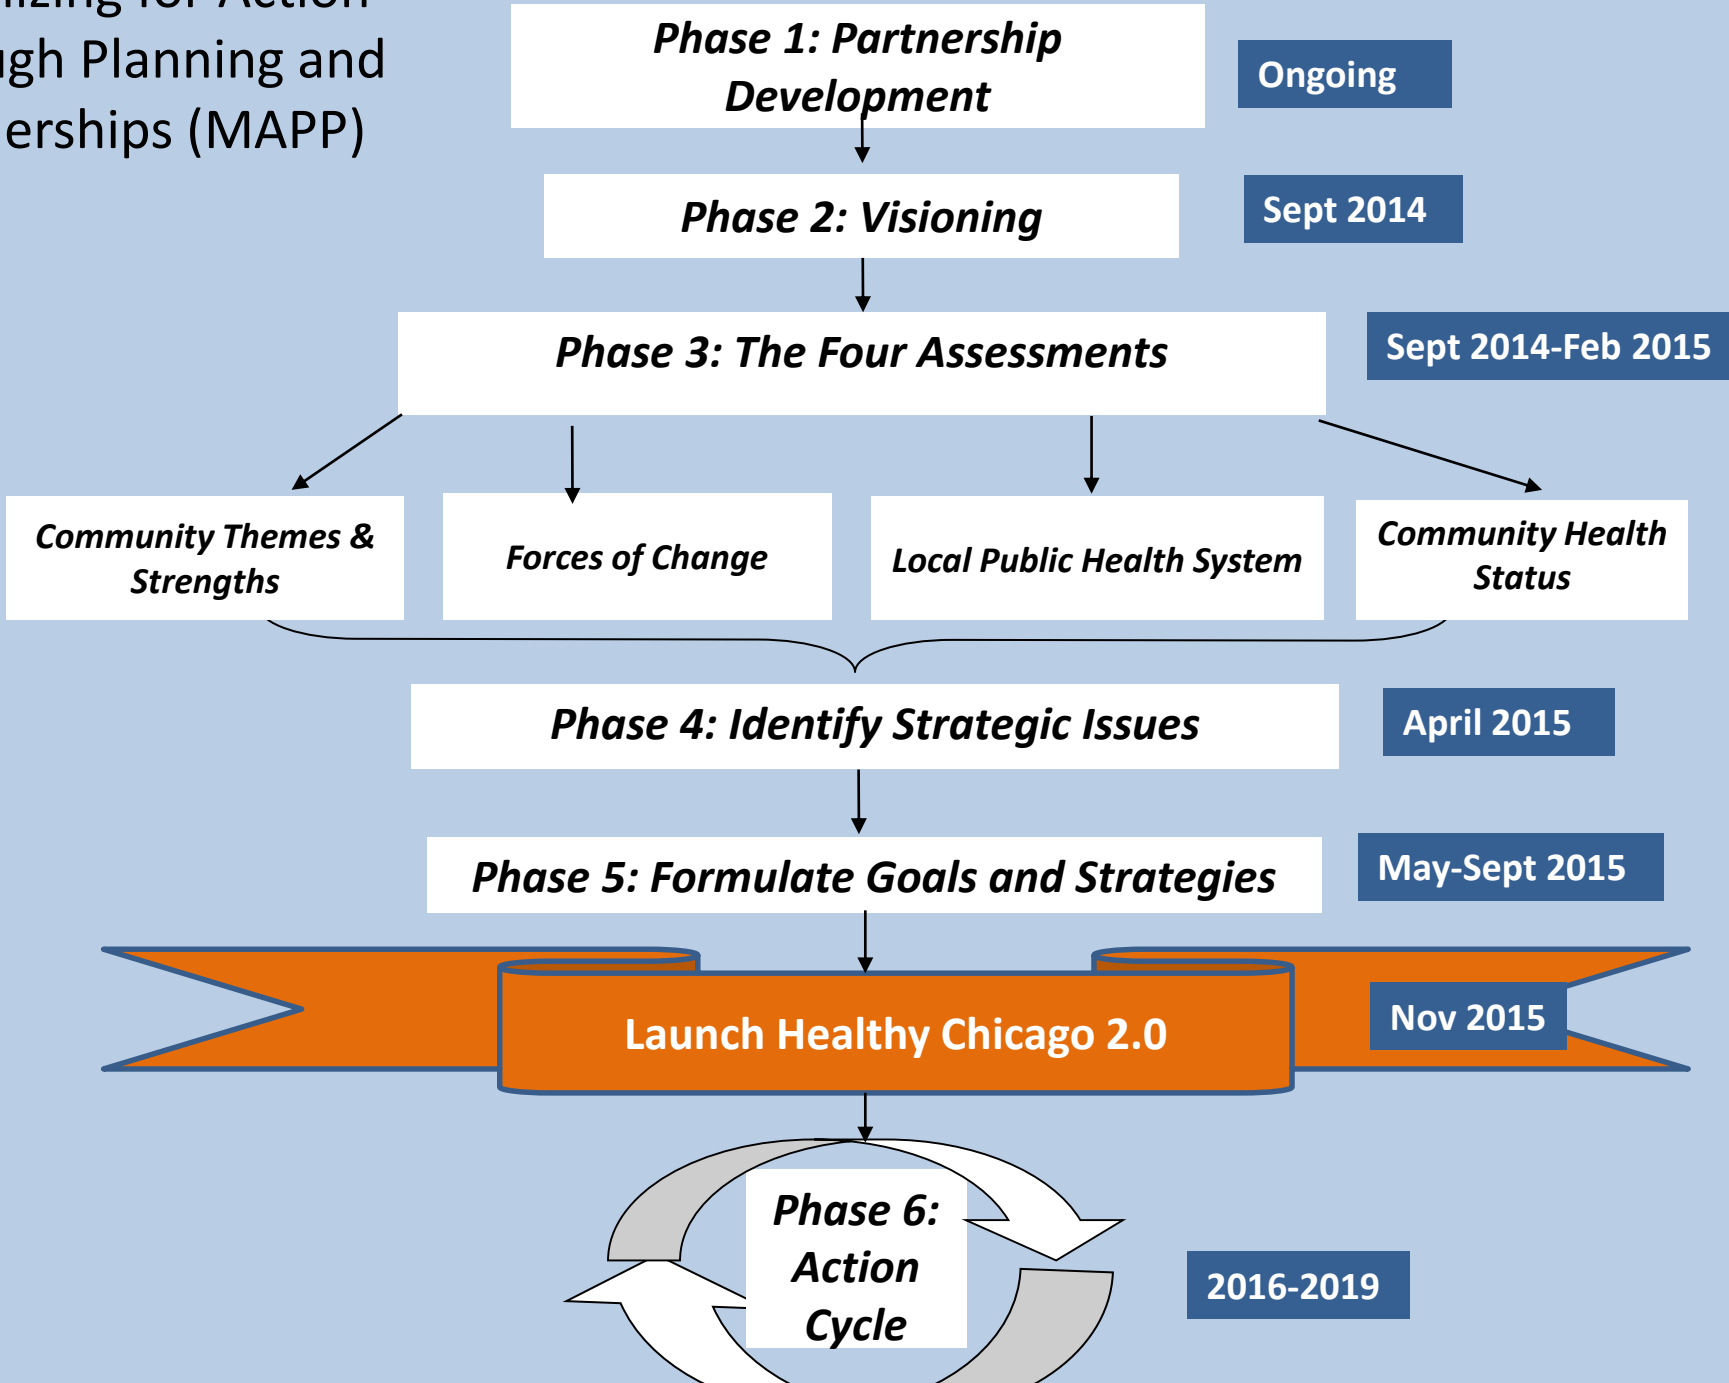 ugh Planning and
erships (MAPP)
Phase 1: Partnership
Development
Ongoing
Phase 2: Visioning
Sept 2014
Phase 3: The Four Assessments
Sept 2014-Feb 2015
Community Themes &
Strengths
Forces of Change
Local Public Health System
Community Health
Status
Phase 4: Identify Strategic Issues
April 2015
Phase 5: Formulate Goals and Strategies
May-Sept 2015
Launch Healthy Chicago 2.0
Nov 2015
Phase 6:
Action
Cycle
2016-2019